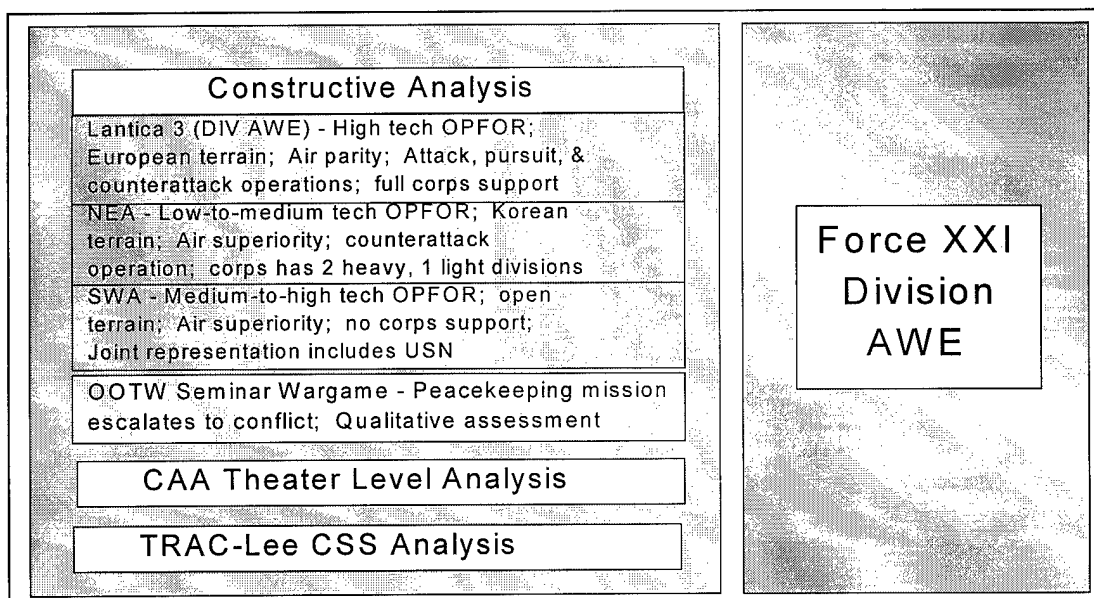 Constructive Analysis
Lantica 3 (DIV AWE) - High tech OPFOR;
European terrain; Air parity; Attack, pursuit, &
counterattack operations; full corps support
NEA - Low-to-medium tech OPFOR; Korean
terrain; Air superiority; counterattack
operation; corps has 2 heavy, 1 light divisions
SWA - Medium-to-high tech OPFOR; open
terrain; Air superiority; no corps support;
Joint representation includes USN
OOTW Seminar Wargame - Peacekeeping mission
escalates to conflict; Qualitative assessment
CAA Theater Level Analysis
TRAC-Lee CSS Analysis
Force XXI
Division
AWE